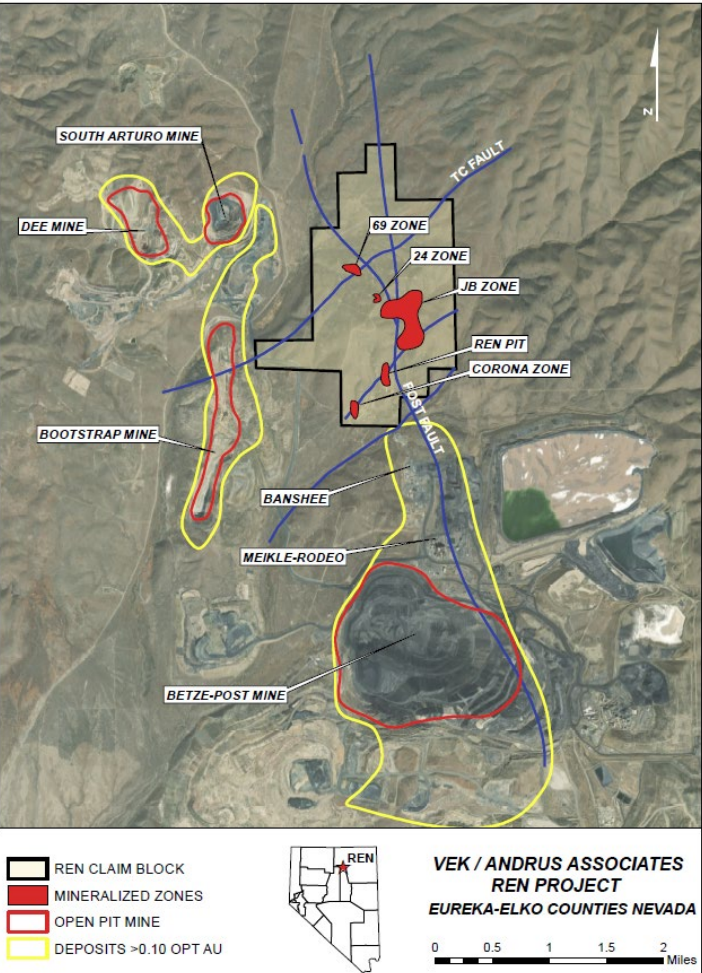 N
SOUTH ARTURO MINE
TC FAULT
DEE MINE
69 ZONE
24 ZONE
JB ZONE
REN PIT
CORONA ZONE
POST FAULT
BOOTSTRAP MINE
BANSHEE
MEIKLE-RODEO
BETZE-POST MINE
REN CLAIM BLOCK
MINERALIZED ZONES
OPEN PIT MINE
DEPOSITS >0.10 OPT AU
REN
VEK / ANDRUS ASSOCIATES
REN PROJECT
EUREKA-ELKO COUNTIES NEVADA
0 0.5 1 1.5 2
Miles